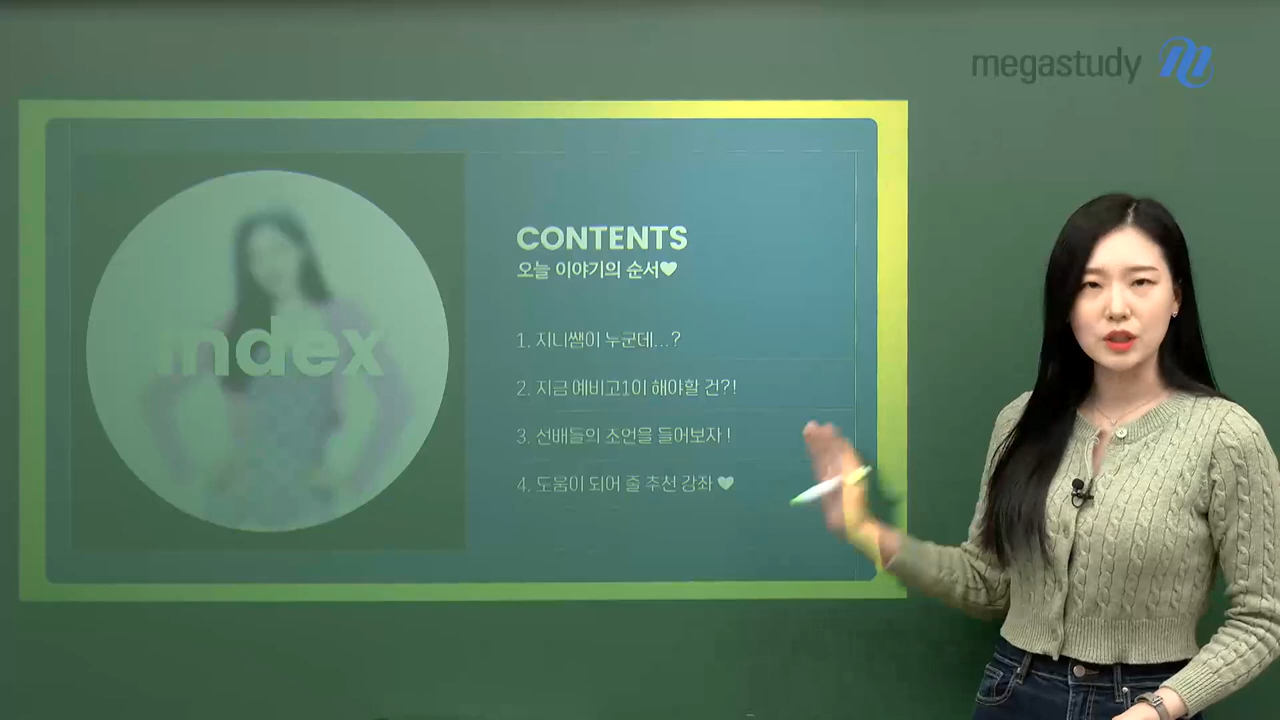 megastudy
mdex
CONTENTS
오늘 이야기의 순서♥
1. 지니쌤이 누군데...?
2. 지금 예비고1이 해야할 건?!
3. 선배들의 조언을 들어보자 !
4. 도움이 되어 줄 추천 강좌 ♥